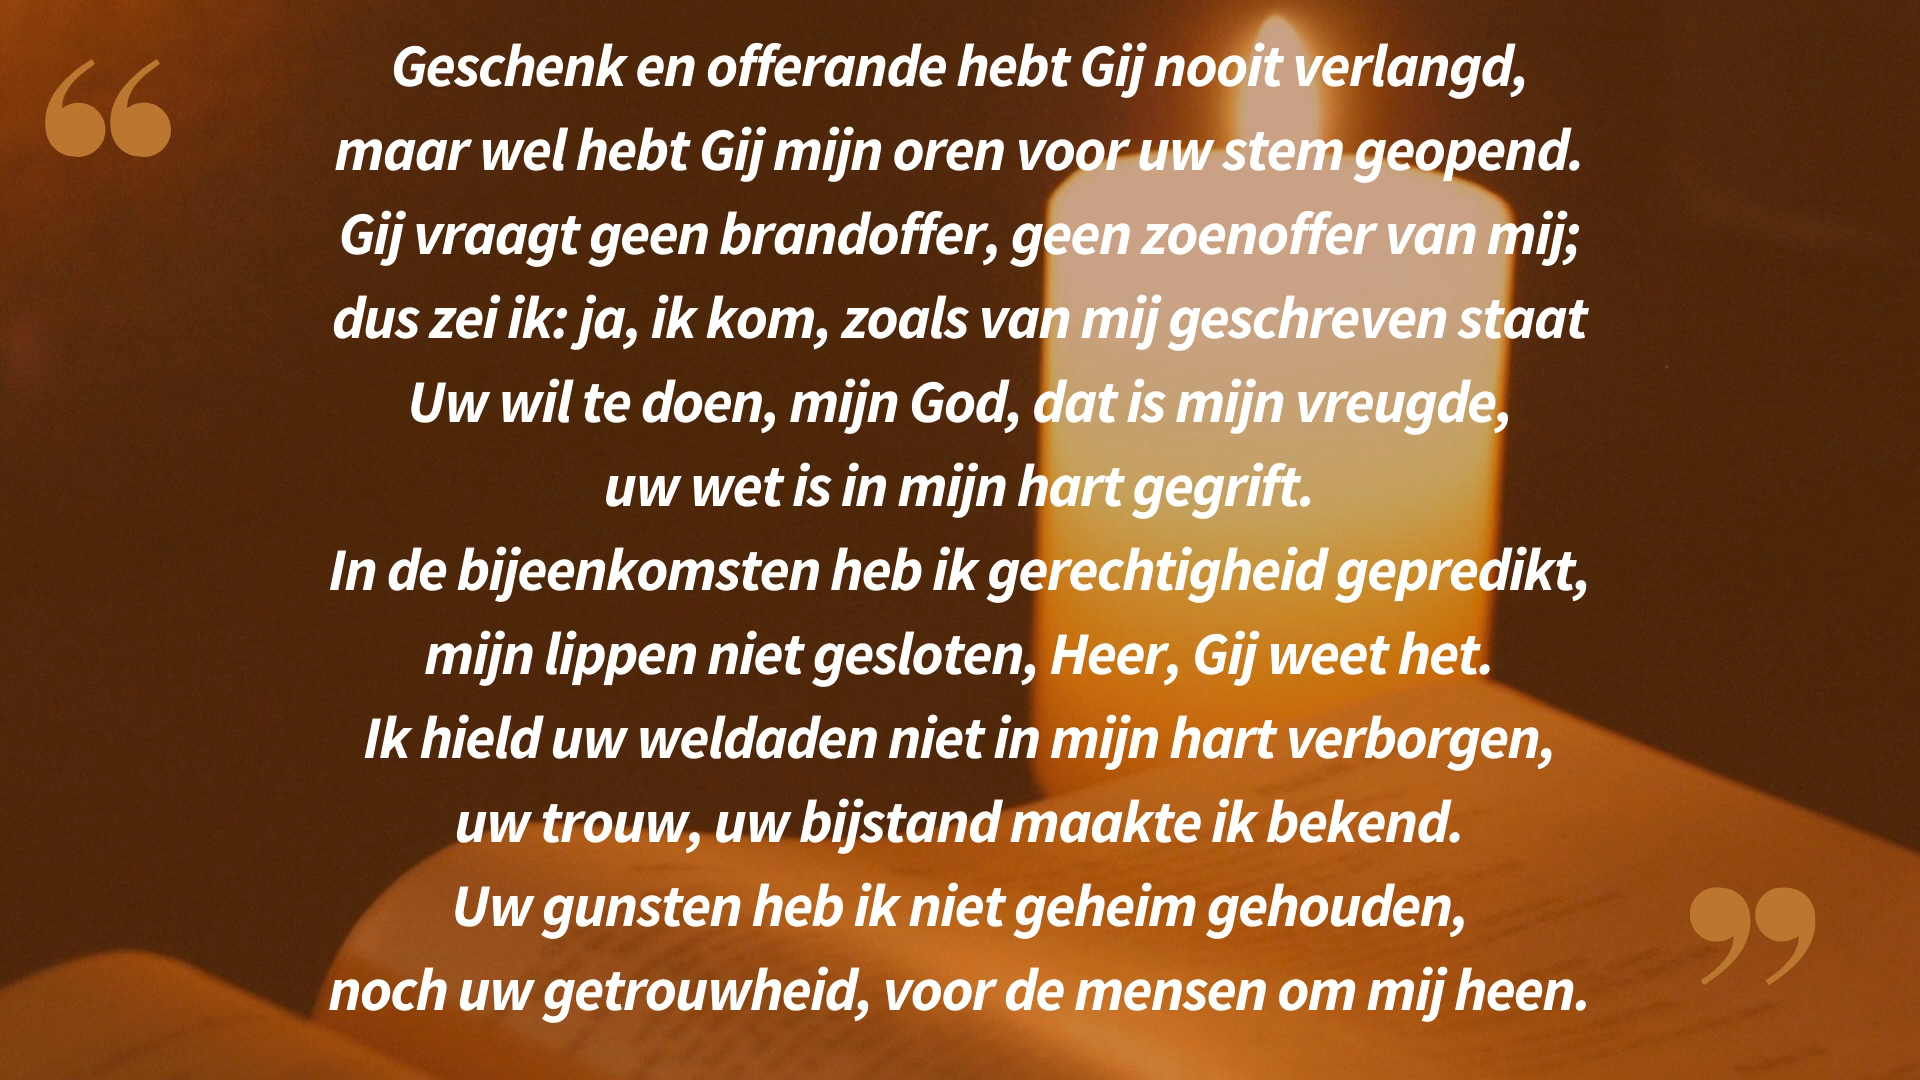 Geschenk en offerande hebt Gij nooit verlangd,
maar wel hebt Gij mijn oren voor uw stem geopend.
Gij vraagt geen brandoffer, geen zoenoffer van mij;
dus zei ik: ja, ik kom, zoals van mij geschreven staat
Uw wil te doen, mijn God, dat is mijn vreugde,
uw wet is in mijn hart gegrift.
In de bijeenkomsten heb ik gerechtigheid gepredikt,
mijn lippen niet gesloten, Heer, Gij weet het.
Ik hield uw weldaden niet in mijn hart verborgen,
uw trouw, uw bijstand maakte ik bekend.
Uw gunsten heb ik niet geheim gehouden,
noch uw getrouwheid, voor de mensen om mij heen.